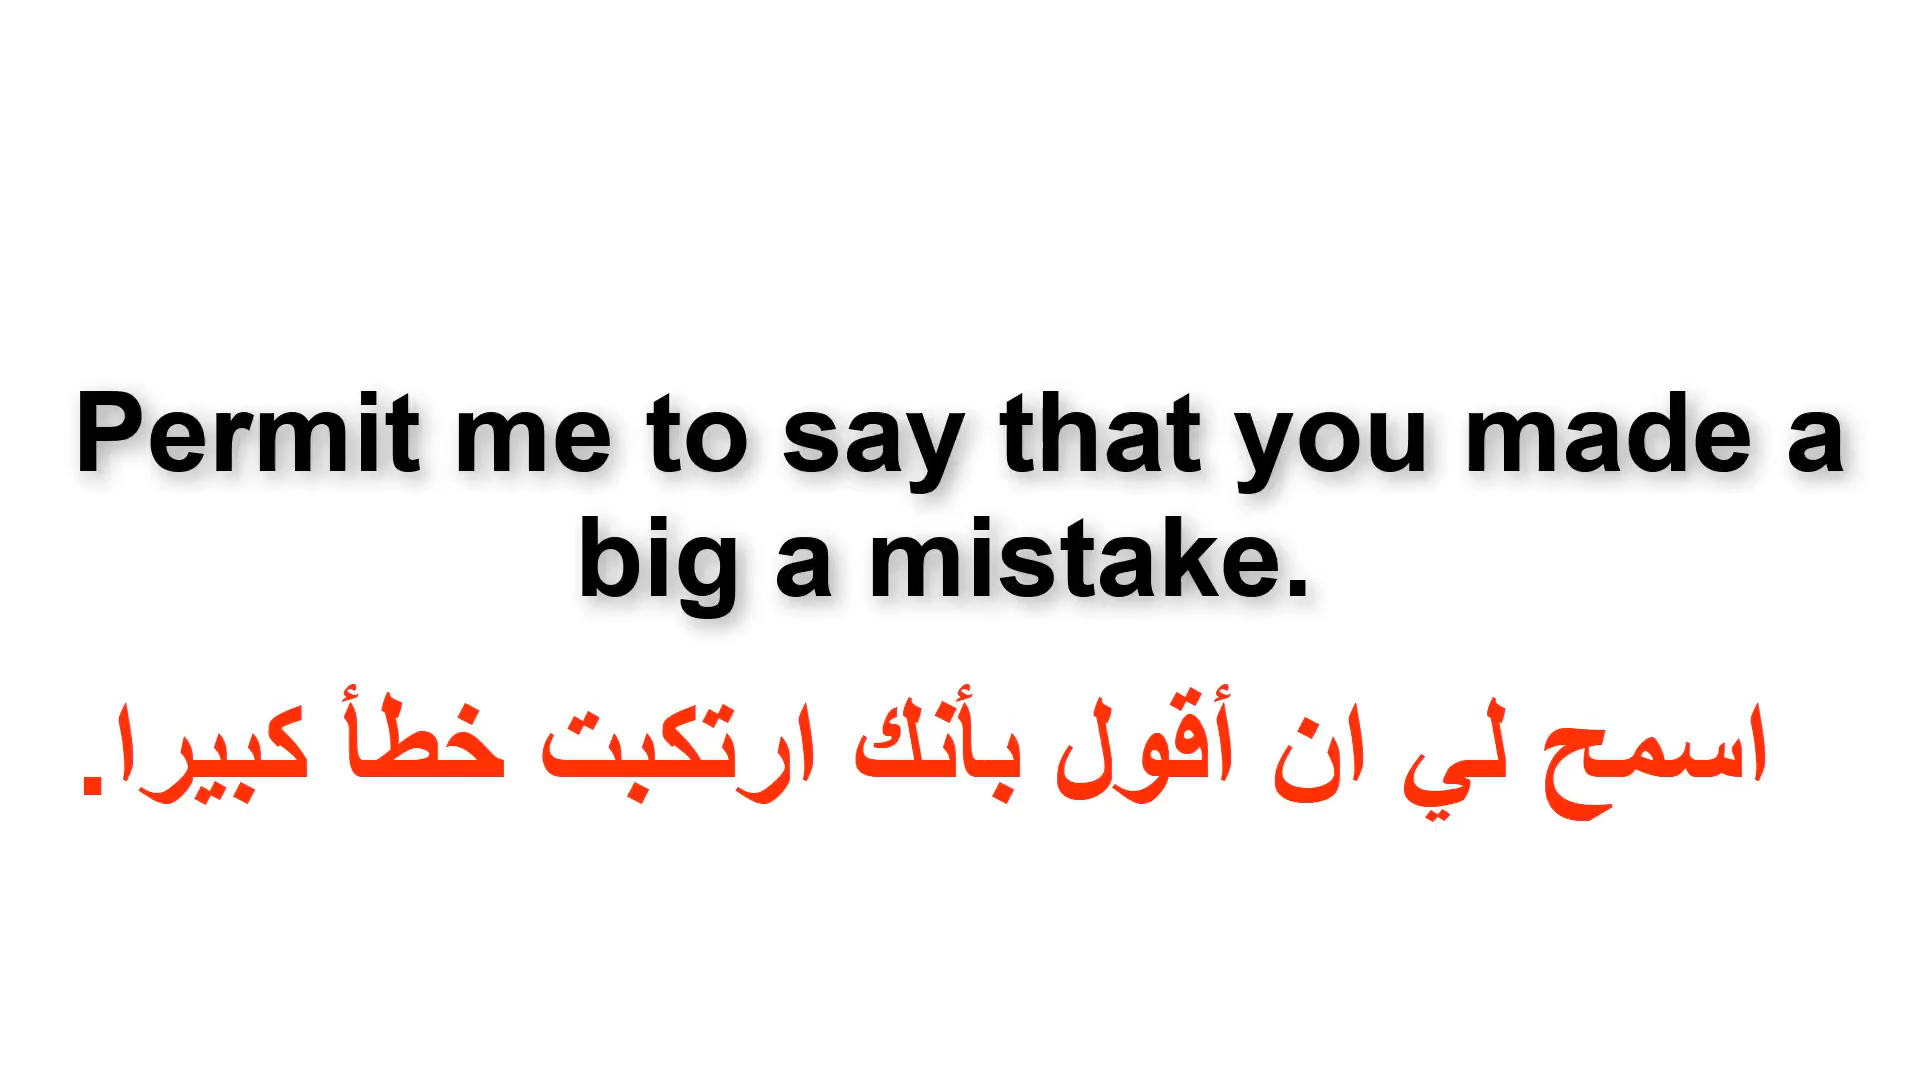 Permit me to say that you made a
big a mistake.
اسمح لي ان أقول بأنك ارتكبت خطأ كبيرا.